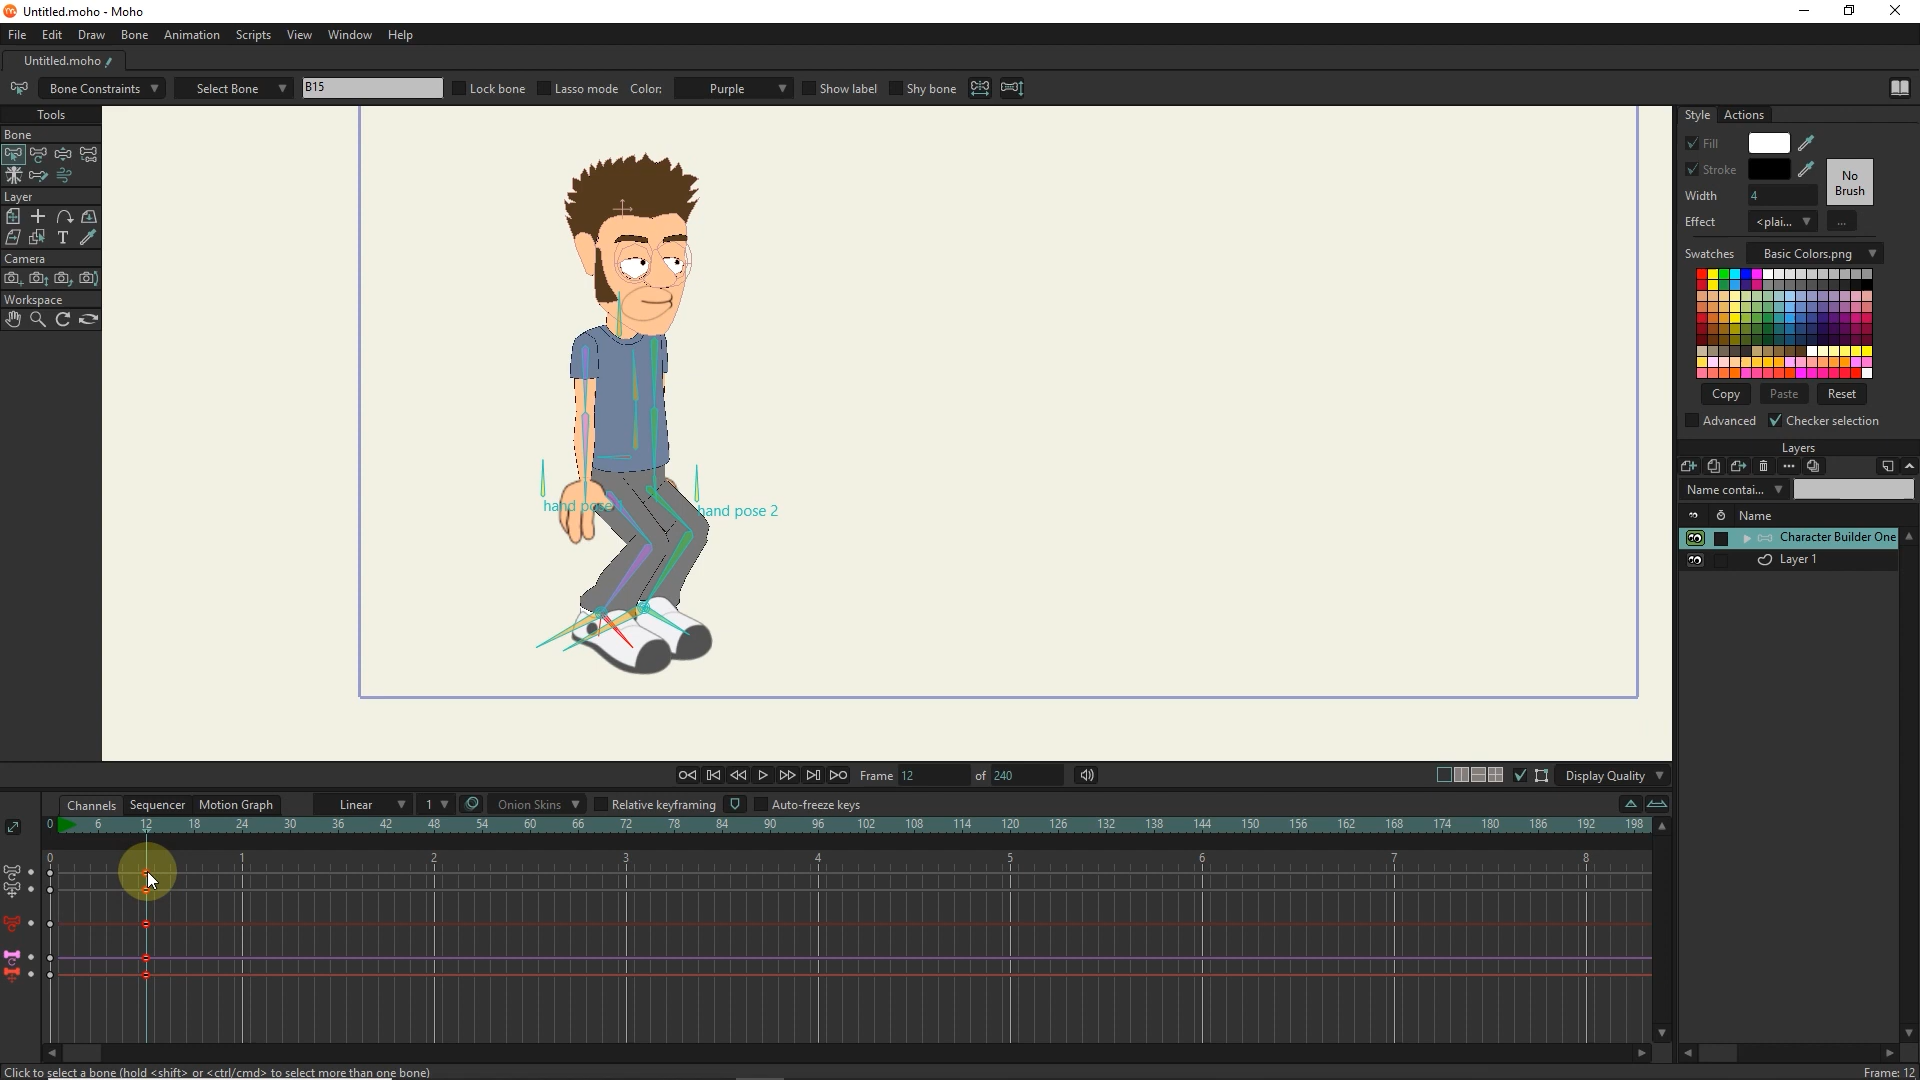 Untitled.moho - Moho
File Edit Draw Bone Animation Scripts View Window Help
Untitled.moho
Bone Constraints Select Bone B15 Lock bone Lasso mode Color: Purple Show label Shy bone
Tools
Bone
Layer
Camera
Workspace
hand pose
hand pose 2
Style Actions
Fill
Stroke
No Brush
Width 4
Effect <plai... ...
Swatches Basic Colors.png
Copy Paste Reset
Advanced Checker selection
Layers
Name contai...
Name
Character Builder One
Layer 1
Frame 12 of 240 Display Quality
Channels Sequencer Motion Graph Linear 1 Onion Skins Relative keyframing Auto-freeze keys
0 6 12 18 24 30 36 42 48 54 60 66 72 78 84 90 96 102 108 114 120 126 132 138 144 150 156 162 168 174 180 186 192 198
0 1 2 3 4 5 6 7 8
Click to select a bone (hold <shift> or <ctrl/cmd> to select more than one bone) Frame: 12